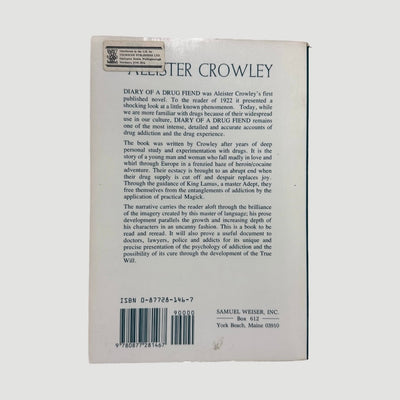 ALEISTER CROWLEY
DIARY OF A DRUG FIEND was Aleister Crowley's first
published novel. To the reader of 1922 it presented a
shocking look at a little known phenomenon. Today, while
we are more familiar with drugs because of their widespread
use in our culture, DIARY OF A DRUG FIEND remains
one of the most intense, detailed and accurate accounts of
drug addiction and the drug experience.
The book was written by Crowley after years of deep
personal study and experimentation with drugs. It is the
story of a young man and woman who fall madly in love and
whirl through Europe in a frenzied haze of heroin/cocaine
adventure. Their ecstasy is brought to an abrupt end when
their drug supply is cut off and despair replaces joy.
Through the guidance of King Lamus, a master Adept, they
free themselves from the entanglements of addiction by the
application of practical Magick.
The narrative carries the reader aloft through the brilliance
of the imagery created by this master of language; his prose
development parallels the growth and increasing depth of
his characters in an uncanny fashion. This is a book to be
read and reread. It will also prove a useful document to
doctors, lawyers, police and addicts for its unique and
precise presentation of the psychology of addiction and
the possibility of its cure through the development of the
True Will.
ISBN 0-87728-146-7
90000
9 780877 281467
SAMUEL WEISER, INC.
Box 612
York Beach, Maine 03910